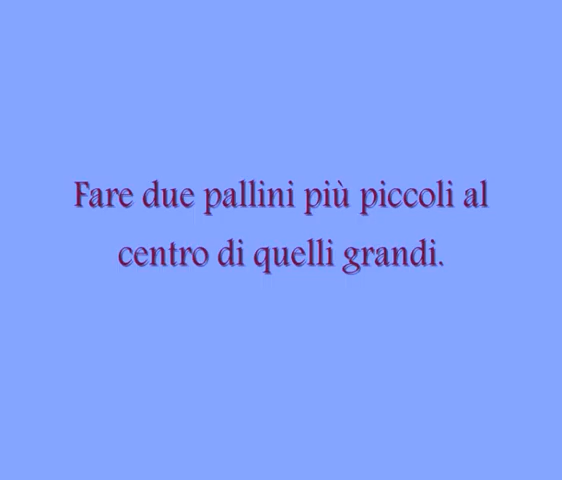 Fare due pallini più piccoli al
centro di quelli grandi.